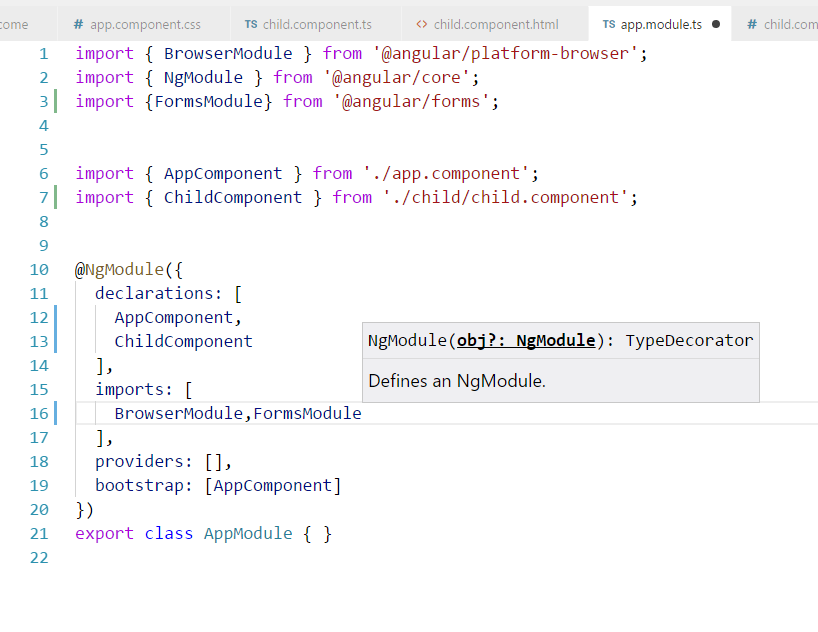 ome # app.component.css TS child.component.ts <> child.component.html TS app.module.ts ● # child.com
1 import { BrowserModule } from '@angular/platform-browser';
2 import { NgModule } from '@angular/core';
3 import {FormsModule} from '@angular/forms';
4
5
6 import { AppComponent } from './app.component';
7 import { ChildComponent } from './child/child.component';
8
9
10 @NgModule({
11 declarations: [
12 AppComponent,
13 ChildComponent
NgModule(obj?: NgModule): TypeDecorator
Defines an NgModule.
14 ],
15 imports: [
16 BrowserModule,FormsModule
17 ],
18 providers: [],
19 bootstrap: [AppComponent]
20 })
21 export class AppModule { }
22